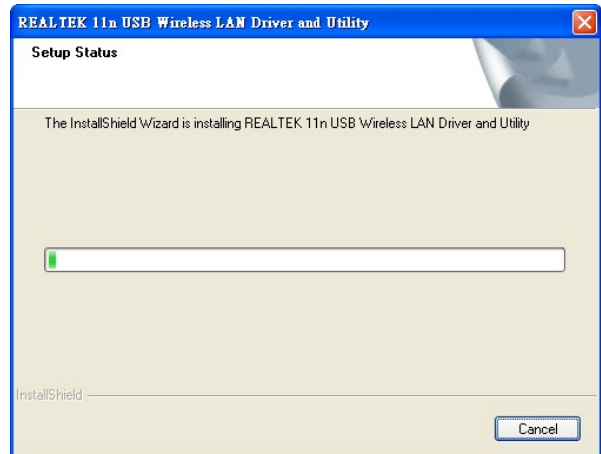 REALTEK 11n USB Wireless LAN Driver and Utility
Setup Status
The InstallShield Wizard is installing REALTEK 11n USB Wireless LAN Driver and Utility
InstallShield
Cancel